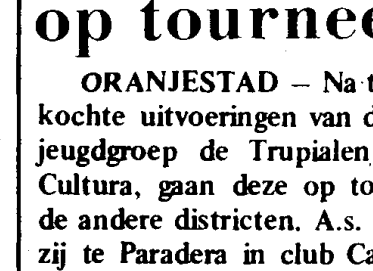 op tournee
ORANJESTAD — Na
kochte uitvoeringen van
jeugdgroep de Trupialen
Cultura, gaan deze op
de andere districten. A.s.
zij te Paradera in club